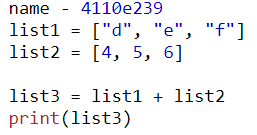 name - 4110e239
list1 = ["d", "e", "f"]
list2 = [4, 5, 6]
list3 = list1 + list2
print(list3)